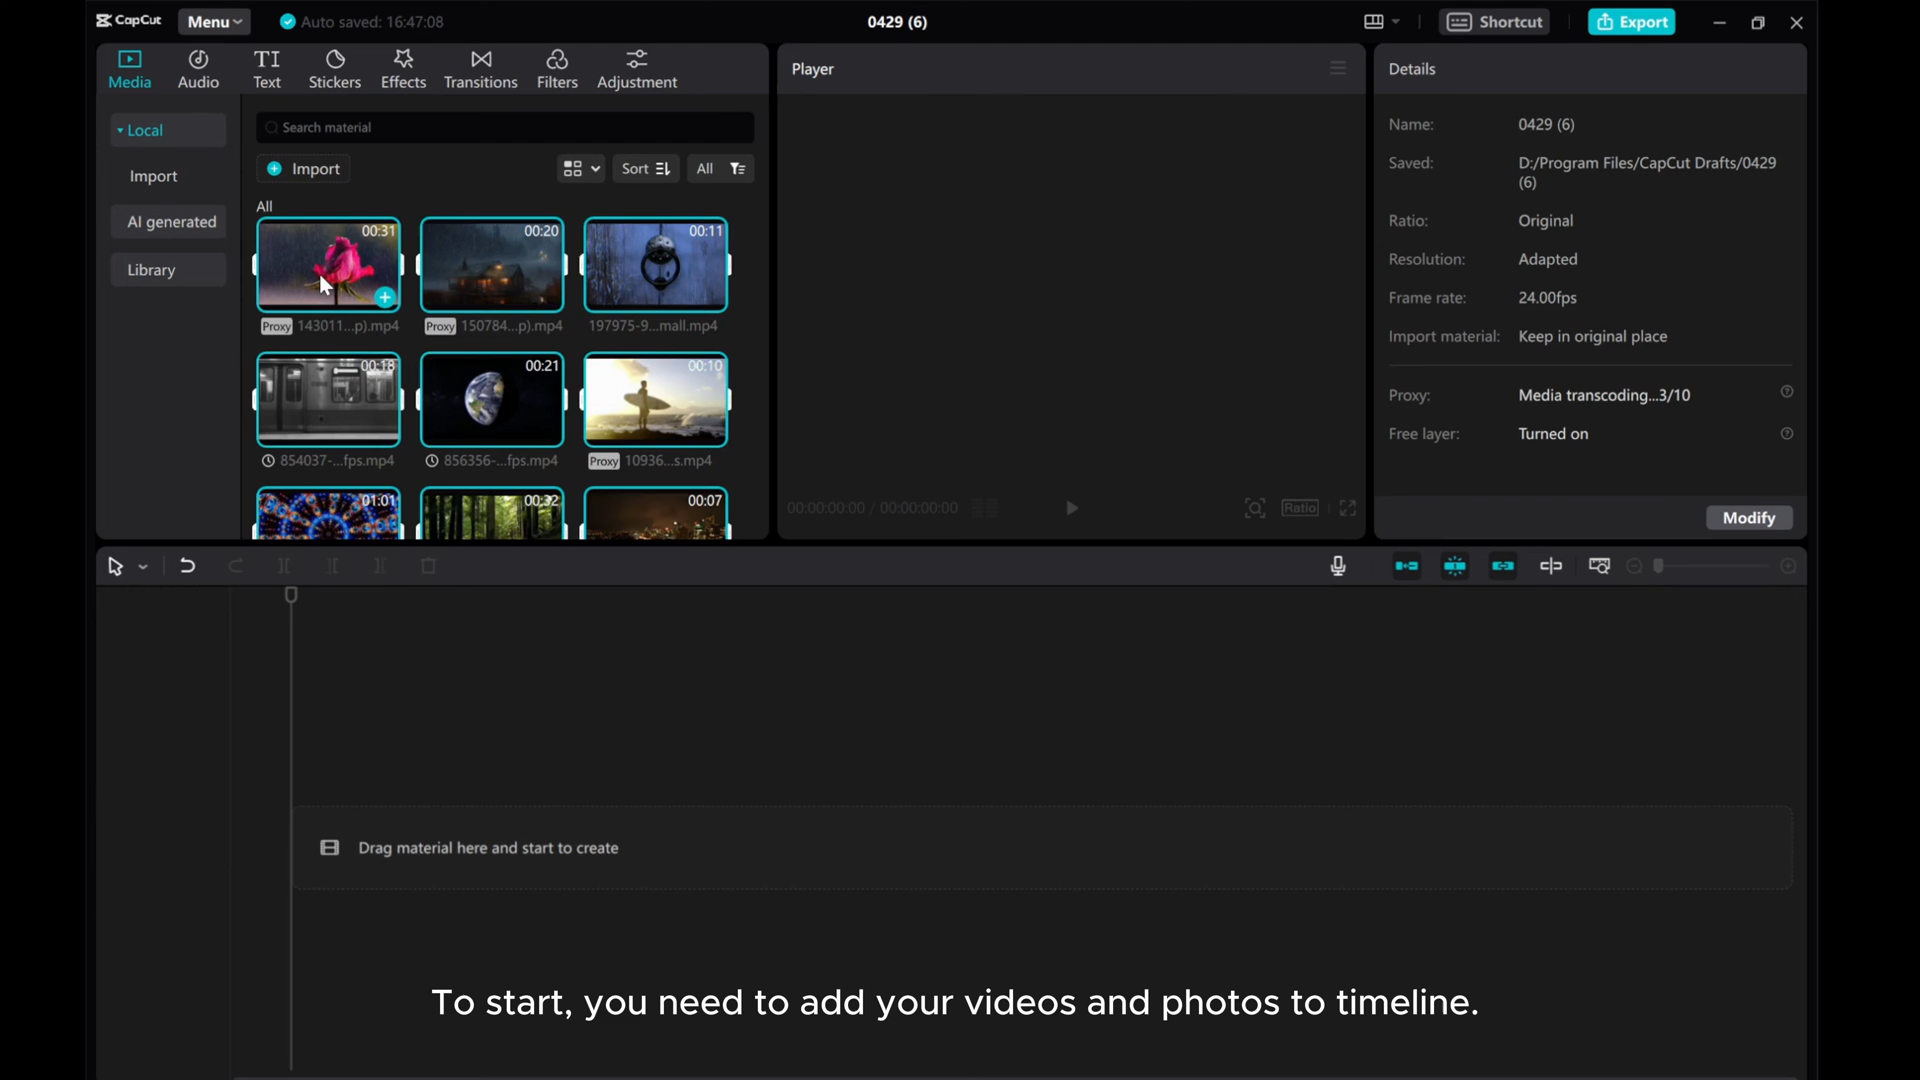 CapCut
Menu
Auto saved: 16:47:08
0429 (6)
Shortcut
Export
Media
Audio
TI
Text
Stickers
Effects
Transitions
Filters
Adjustment
Player
Details
Local
Import
AI generated
Library
Search material
Import
Sort
All
All
00:31
00:20
00:11
Proxy 143011...p).mp4
Proxy 150784...p).mp4
197975-9...mall.mp4
00:18
00:21
00:10
854037-...fps.mp4
856356-...fps.mp4
Proxy 10936...s.mp4
01:01
00:32
00:07
00:00:00:00 / 00:00:00:00
Ratio
Name: 0429 (6)
Saved: D:/Program Files/CapCut Drafts/0429
(6)
Ratio: Original
Resolution: Adapted
Frame rate: 24.00fps
Import material: Keep in original place
Proxy: Media transcoding...3/10
Free layer: Turned on
Modify
Drag material here and start to create
To start, you need to add your videos and photos to timeline.